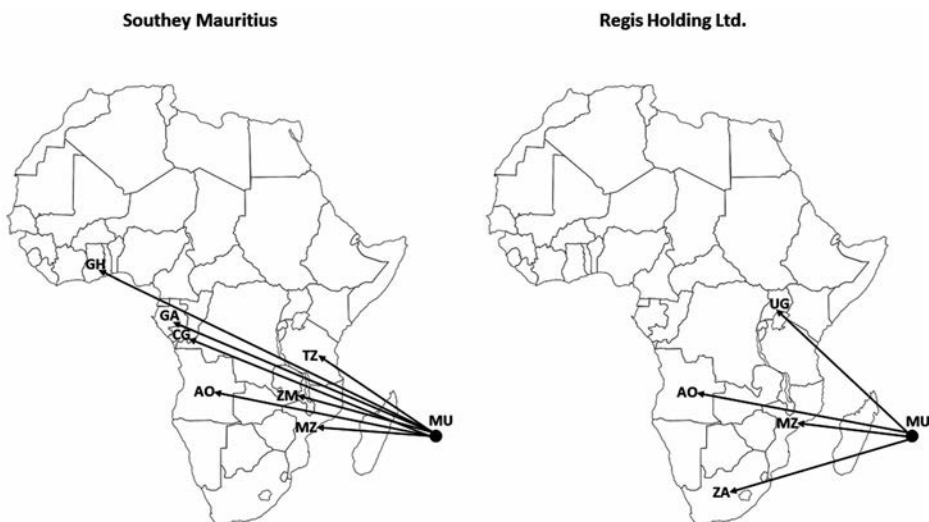 Southey Mauritius
Regis Holding Ltd.
GH
GA
CG
TZ
AO
ZM
MZ
MU
UG
AO
MZ
MU
ZA